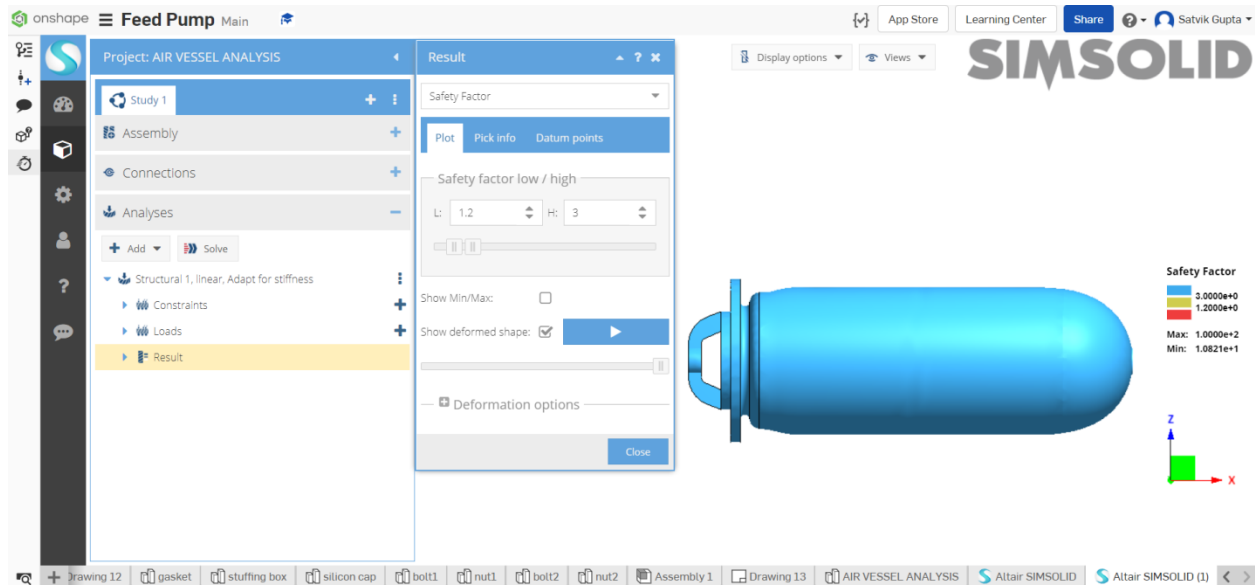 onshape Feed Pump Main App Store Learning Center Share ? Satvik Gupta
SIMSOLID
Project: AIR VESSEL ANALYSIS
Study 1
Assembly
Connections
Analyses
Add Solve
Structural 1, linear, Adapt for stiffness
Constraints
Loads
Result
Result ?
Safety Factor
Plot Pick info Datum points
Safety factor low / high
L: 1.2 H: 3
Show Min/Max:
Show deformed shape:
Deformation options
Close
Display options Views
Safety Factor
3.0000e+0
1.2000e+0
Max: 1.0000e+2
Min: 1.0821e+1
Z
X
Drawing 12 gasket stuffing box silicon cap bolt1 nut1 bolt2 nut2 Assembly 1 Drawing 13 AIR VESSEL ANALYSIS Altair SIMSOLID Altair SIMSOLID (1)